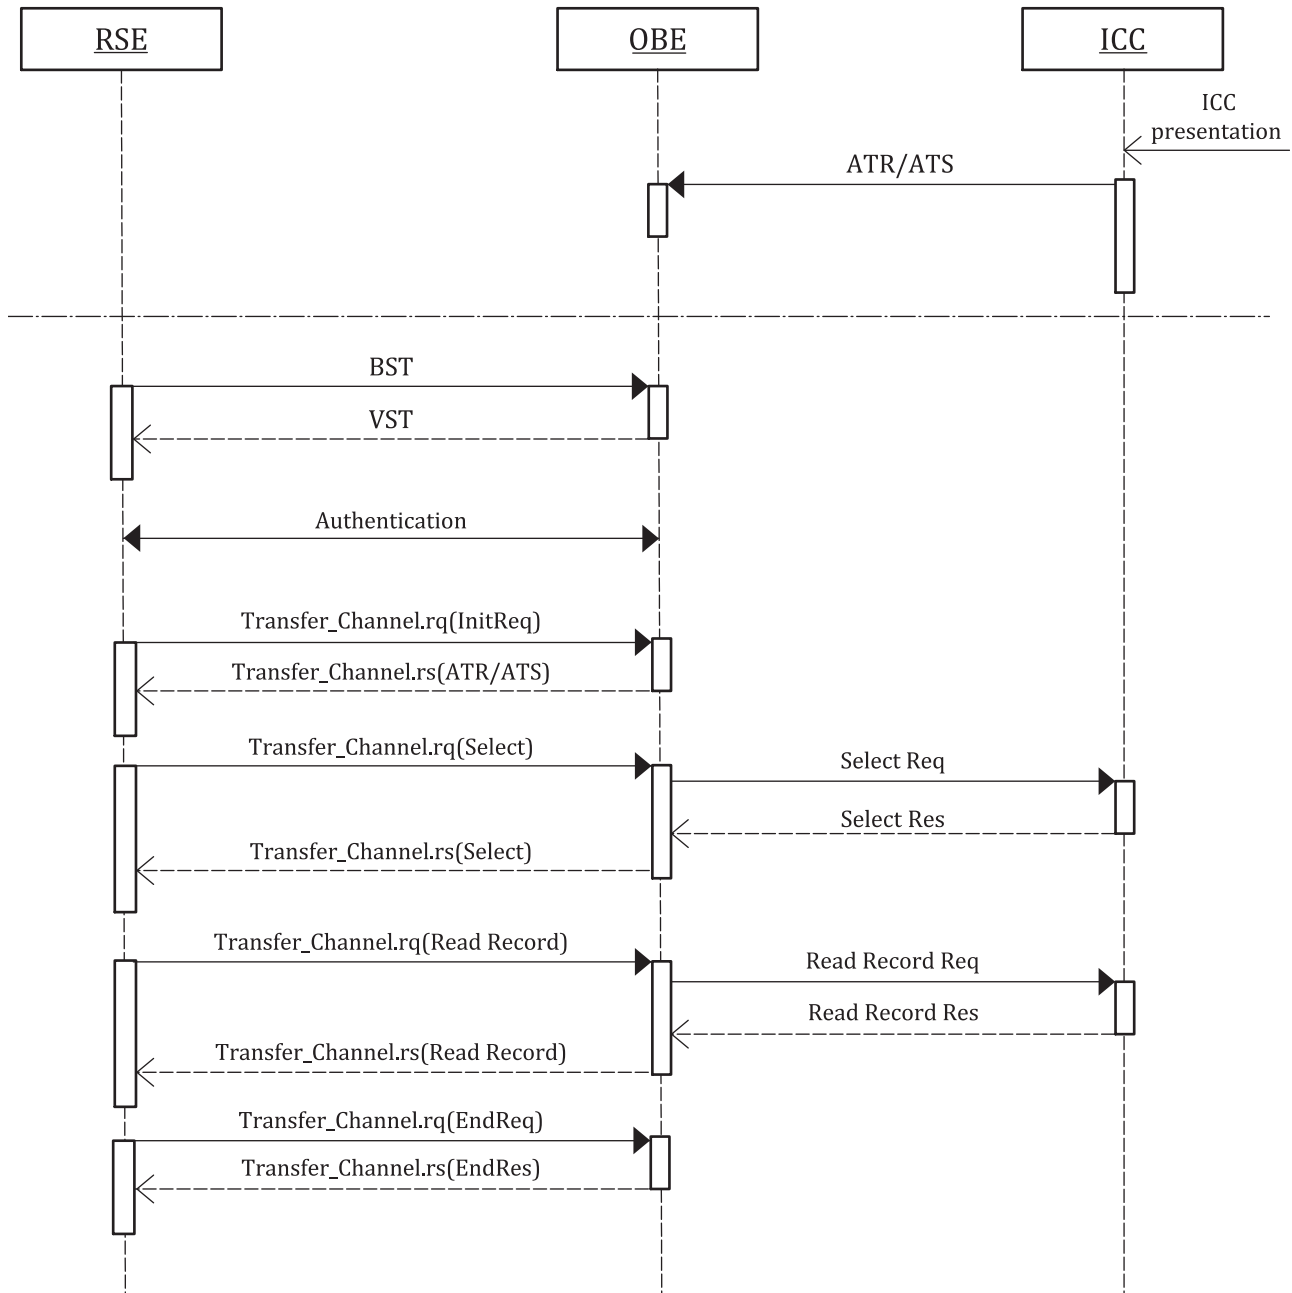 RSE
OBE
ICC
ICC
presentation
ATR/ATS
BST
VST
Authentication
Transfer_Channel.rq(InitReq)
Transfer_Channel.rs(ATR/ATS)
Transfer_Channel.rq(Select)
Select Req
Select Res
Transfer_Channel.rs(Select)
Transfer_Channel.rq(Read Record)
Read Record Req
Read Record Res
Transfer_Channel.rs(Read Record)
Transfer_Channel.rq(EndReq)
Transfer_Channel.rs(EndRes)